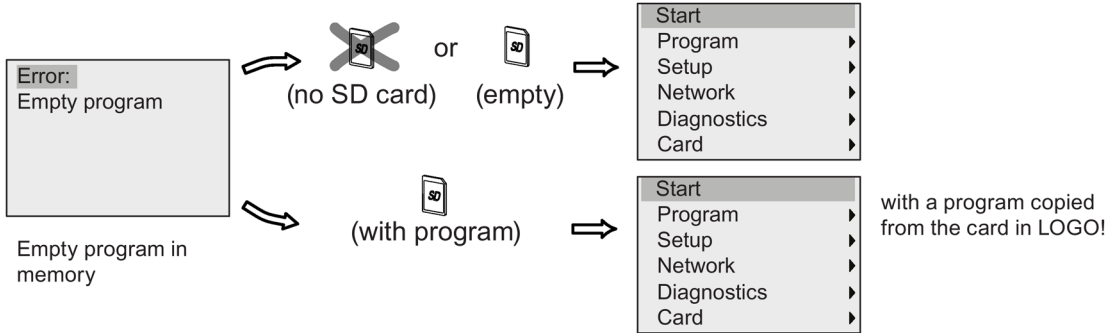 Error:
Empty program
Empty program in
memory
SD
or
SD
(no SD card)
(empty)
Start
Program
Setup
Network
Diagnostics
Card
SD
(with program)
Start
Program
Setup
Network
Diagnostics
Card
with a program copied
from the card in LOGO!